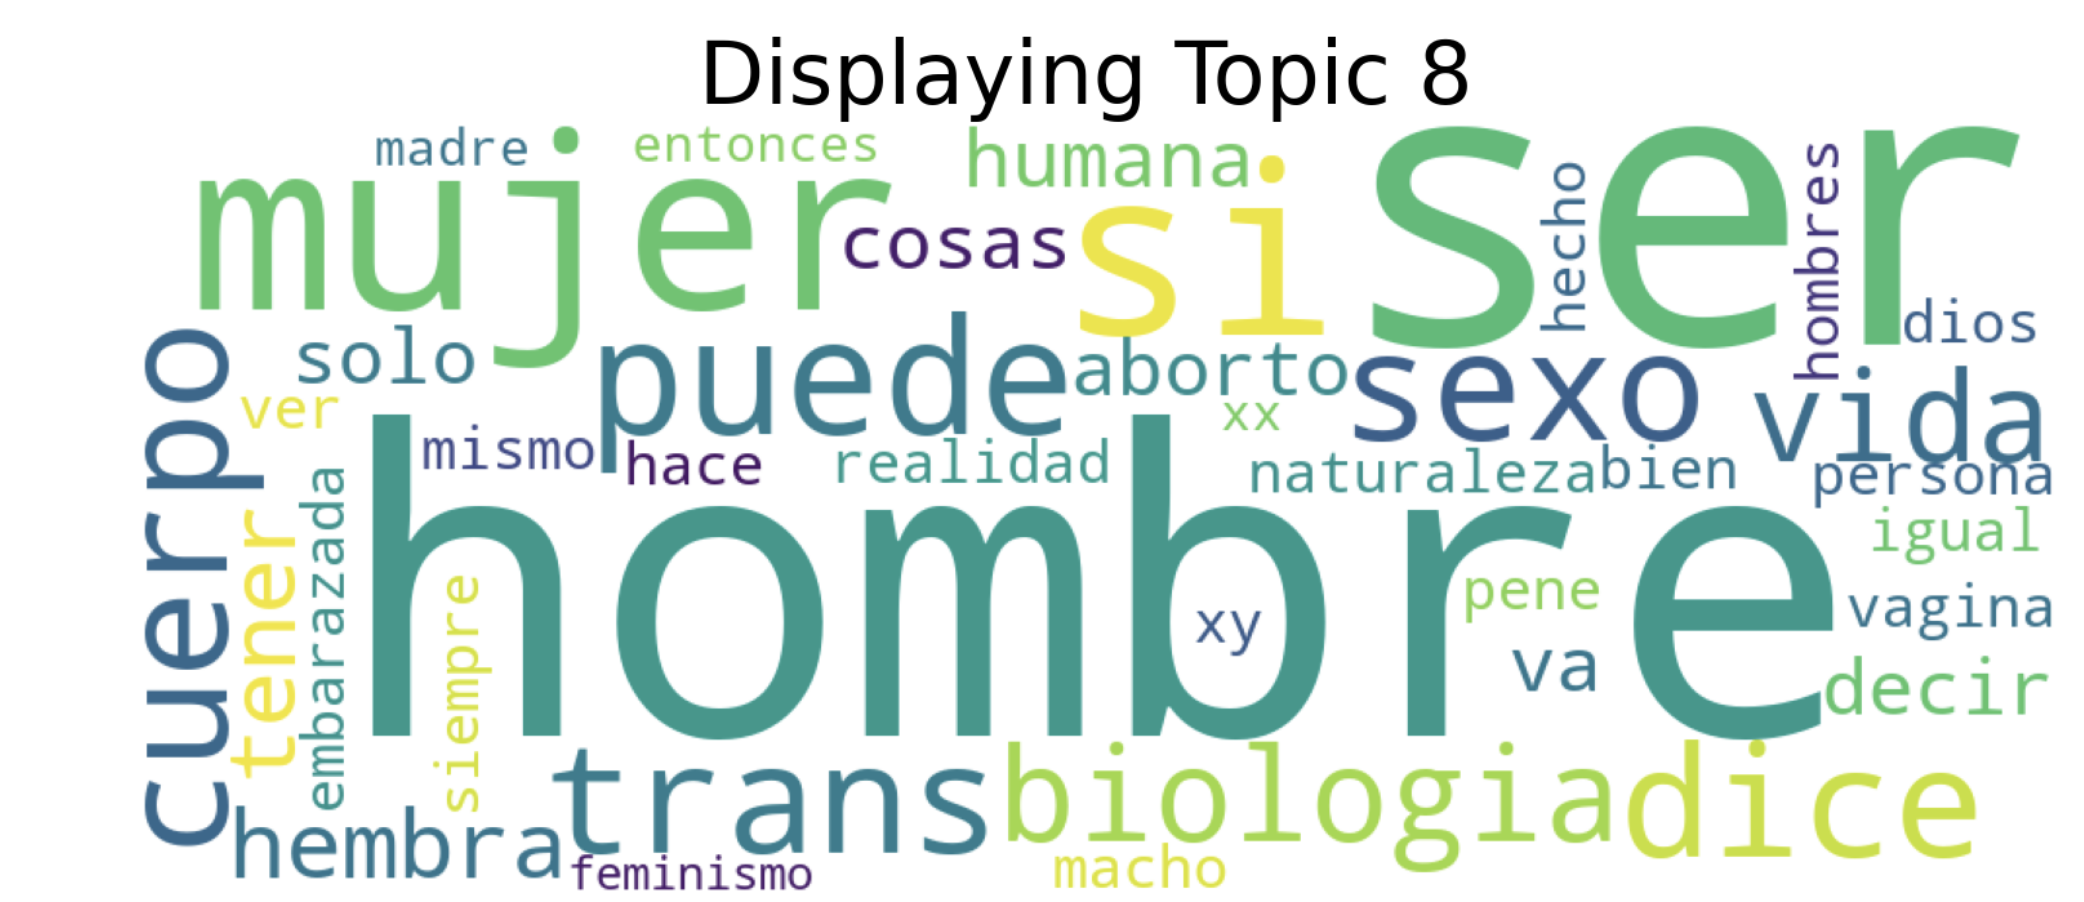 Displaying Topic 8
madre
entonces
humana
mujer
cosas
si
ser
hecho
hombres
dios
solo
puede
aborto
sexo
vida
cuerpo
ver
xx
mismo
hace
realidad
naturaleza
bien
persona
tener
embarazada
siempre
hombre
xy
pene
igual
vagina
va
decir
hembra
trans
biologia
dice
feminismo
macho